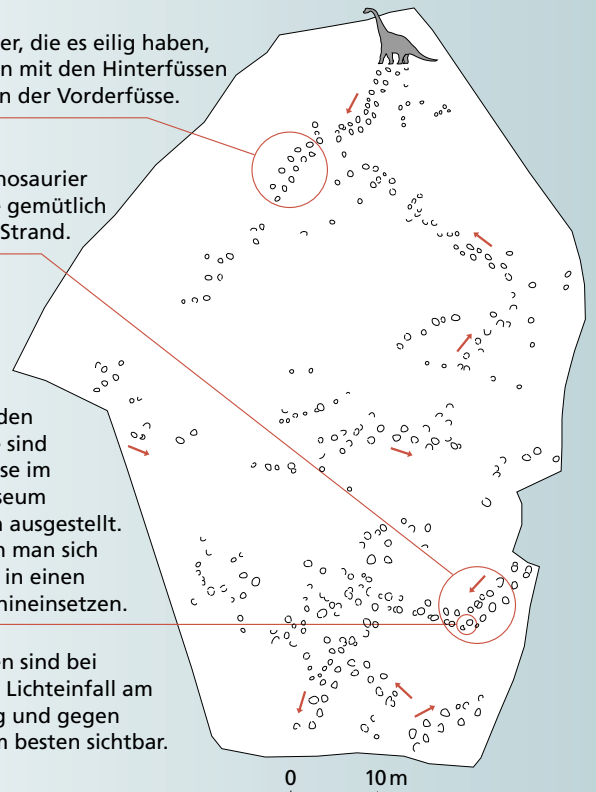 er, die es eilig haben,
n mit den Hinterfüssen
n der Vorderfüsse.
nosaurier
gemütlich
Strand.
den
sind
se im
seum
ausgestellt.
n man sich
in einen
hineinsetzen.
en sind bei
Lichteinfall am
g und gegen
m besten sichtbar.
0 10 m